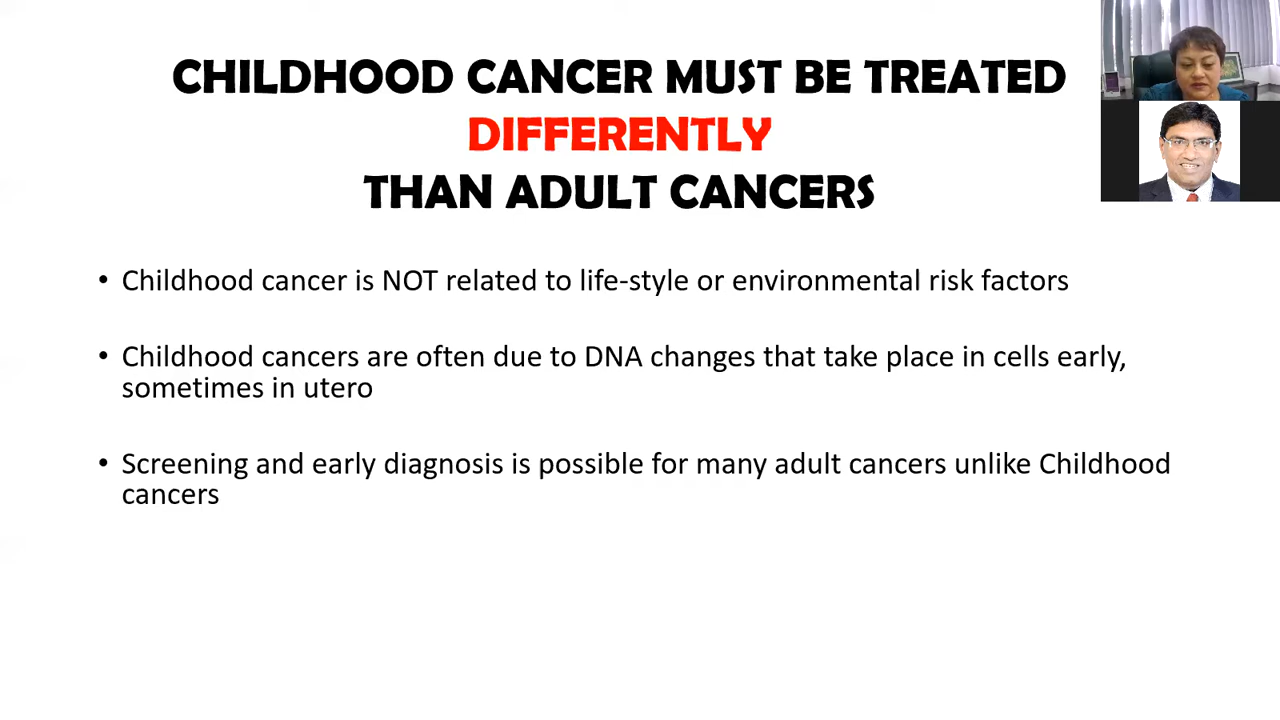 CHILDHOOD CANCER MUST BE TREATED
DIFFERENTLY
THAN ADULT CANCERS
• Childhood cancer is NOT related to life-style or environmental risk factors
• Childhood cancers are often due to DNA changes that take place in cells early,
sometimes in utero
• Screening and early diagnosis is possible for many adult cancers unlike Childhood
cancers